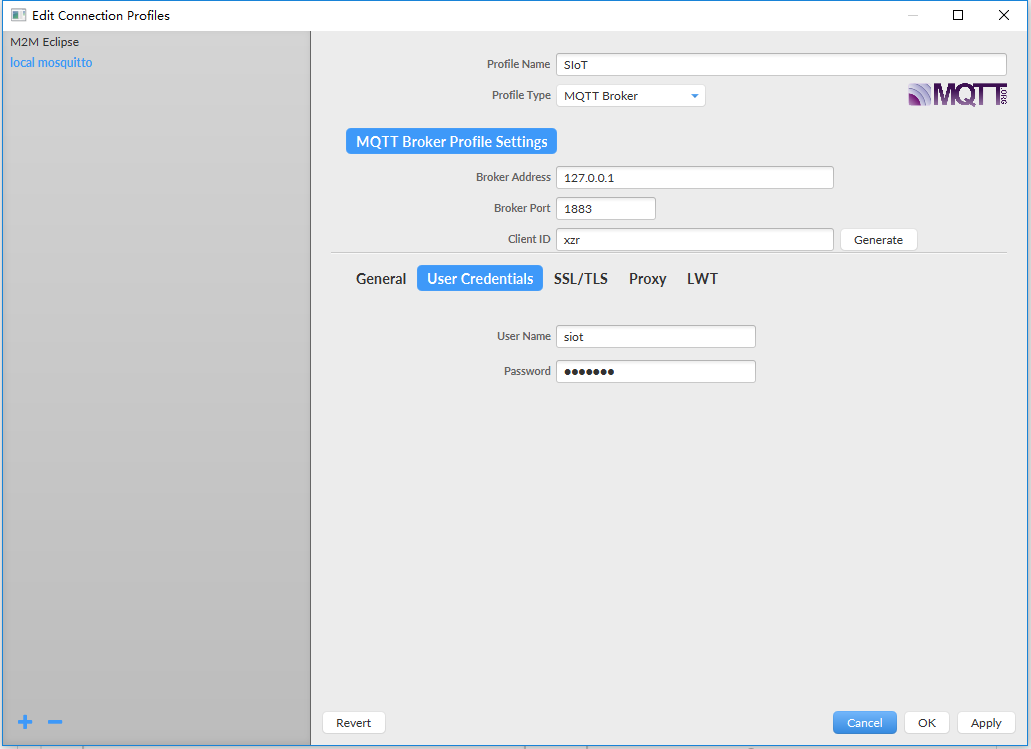 Edit Connection Profiles
M2M Eclipse
local mosquitto
Profile Name SIoT
Profile Type MQTT Broker
MQTT.ORG
MQTT Broker Profile Settings
Broker Address 127.0.0.1
Broker Port 1883
Client ID xzr Generate
General User Credentials SSL/TLS Proxy LWT
User Name siot
Password •••••••
Revert Cancel OK Apply